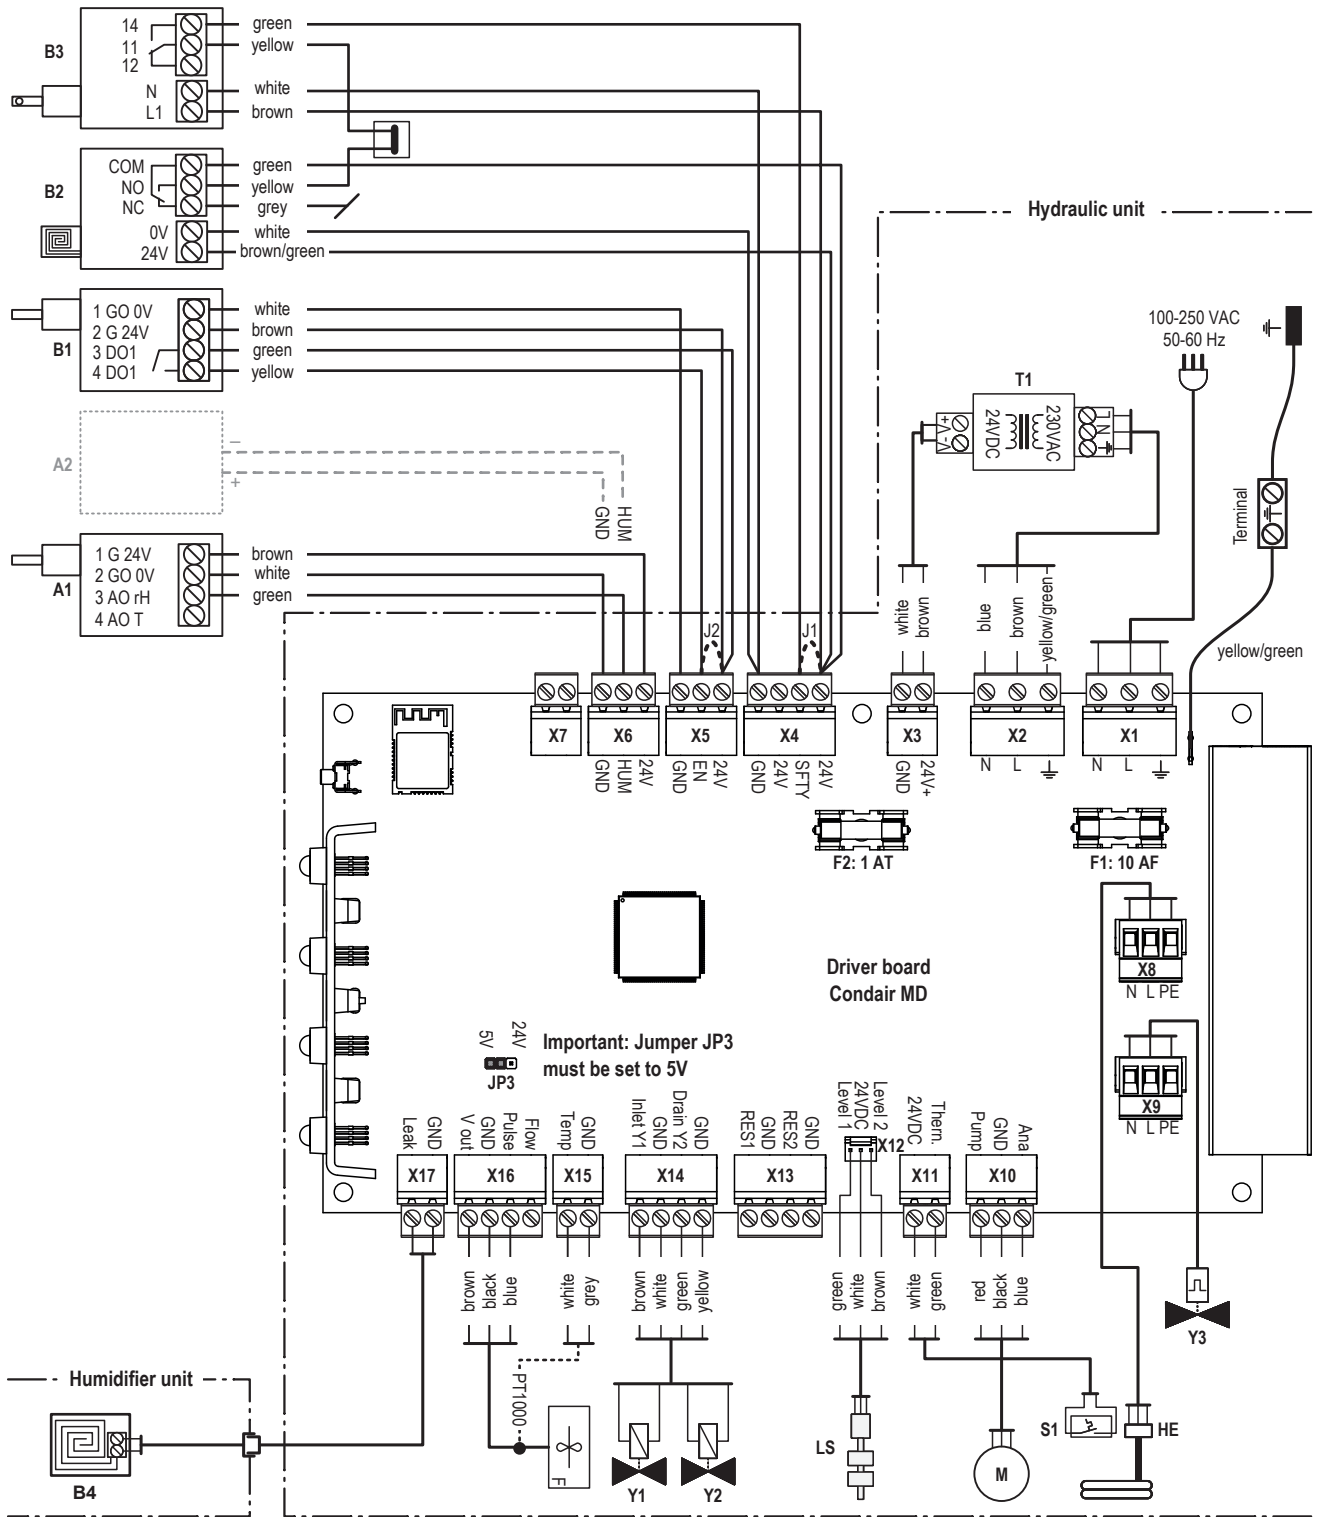 B3
14
11
12
N
L1
green
yellow
white
brown
B2
COM
NO
NC
0V
24V
green
yellow
grey
white
brown/green
Hydraulic unit
B1
1 GO 0V
2 G 24V
3 DO1
4 DO1
white
brown
green
yellow
100-250 VAC
50-60 Hz
T1
+V
-V
24VDC
230VAC
L
N
Terminal
A2
–
+
GND
HUM
A1
1 G 24V
2 GO 0V
3 AO rH
4 AO T
brown
white
green
white
brown
blue
brown
yellow/green
yellow/green
J2
J1
X7
X6
X5
X4
X3
X2
X1
GND
HUM
24V
GND
EN
24V
GND
24V
SFTY
24V
GND
24V+
N
L
N
L
F2: 1 AT
F1: 10 AF
X8
N L PE
Driver board
Condair MD
5V
24V
JP3
Important: Jumper JP3
must be set to 5V
X9
N L PE
Leak
GND
V out
GND
Pulse
Flow
Temp
GND
Inlet Y1
GND
Drain Y2
GND
RES1
GND
RES2
GND
Level 1
24VDC
Level 2
X12
24VDC
Thern.
Pump
GND
Ana
X17
X16
X15
X14
X13
X11
X10
brown
black
blue
white
grey
brown
white
green
yellow
green
white
brown
white
green
red
black
blue
Y3
Humidifier unit
B4
PT1000
F
Y1
Y2
LS
M
S1
HE